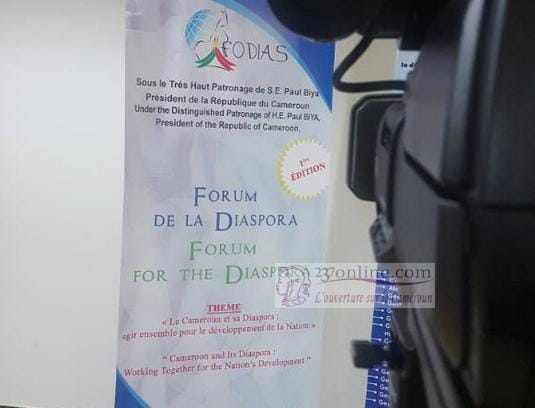 FODIAS
Sous le Très Haut Patronage de S.E. Paul Biya
Président de la République du Cameroun
Under the Distinguished Patronage of H.E. Paul BIYA,
President of the Republic of Cameroon,
1ère
ÉDITION
FORUM
DE LA DIASPORA
FORUM
FOR THE DIASPORA
237online.com
L'ouverture sur le Cameroun
THEME
« Le Cameroun et sa Diaspora :
agir ensemble pour le développement de la Nation »
“ Cameroon and Its Diaspora :
Working Together for the Nation's Development ”